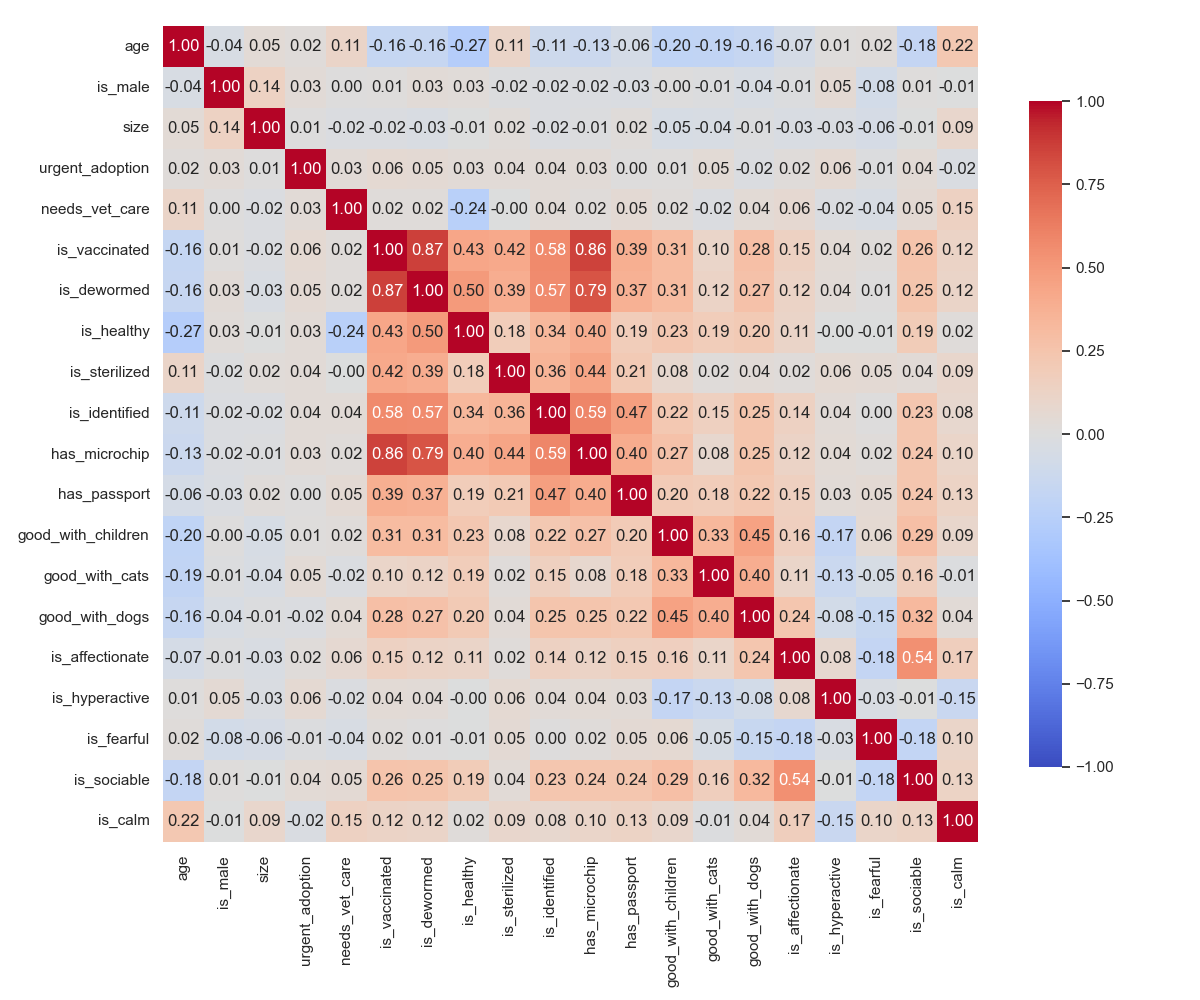 age 1.00 -0.04 0.05 0.02 0.11 -0.16 -0.16 -0.27 0.11 -0.11 -0.13 -0.06 -0.20 -0.19 -0.16 -0.07 0.01 0.02 -0.18 0.22
is_male -0.04 1.00 0.14 0.03 0.00 0.01 0.03 0.03 -0.02 -0.02 -0.02 -0.03 -0.00 -0.01 -0.04 -0.01 0.05 -0.08 0.01 -0.01
size 0.05 0.14 1.00 0.01 -0.02 -0.02 -0.03 -0.01 0.02 -0.02 -0.01 0.02 -0.05 -0.04 -0.01 -0.03 -0.03 -0.06 -0.01 0.09
urgent_adoption 0.02 0.03 0.01 1.00 0.03 0.06 0.05 0.03 0.04 0.04 0.03 0.00 0.01 0.05 -0.02 0.02 0.06 -0.01 0.04 -0.02
needs_vet_care 0.11 0.00 -0.02 0.03 1.00 0.02 0.02 -0.24 -0.00 0.04 0.02 0.05 0.02 -0.02 0.04 0.06 -0.02 -0.04 0.05 0.15
is_vaccinated -0.16 0.01 -0.02 0.06 0.02 1.00 0.87 0.43 0.42 0.58 0.86 0.39 0.31 0.10 0.28 0.15 0.04 0.02 0.26 0.12
is_dewormed -0.16 0.03 -0.03 0.05 0.02 0.87 1.00 0.50 0.39 0.57 0.79 0.37 0.31 0.12 0.27 0.12 0.04 0.01 0.25 0.12
is_healthy -0.27 0.03 -0.01 0.03 -0.24 0.43 0.50 1.00 0.18 0.34 0.40 0.19 0.23 0.19 0.20 0.11 -0.00 -0.01 0.19 0.02
is_sterilized 0.11 -0.02 0.02 0.04 -0.00 0.42 0.39 0.18 1.00 0.36 0.44 0.21 0.08 0.02 0.04 0.02 0.06 0.05 0.04 0.09
is_identified -0.11 -0.02 -0.02 0.04 0.04 0.58 0.57 0.34 0.36 1.00 0.59 0.47 0.22 0.15 0.25 0.14 0.04 0.00 0.23 0.08
has_microchip -0.13 -0.02 -0.01 0.03 0.02 0.86 0.79 0.40 0.44 0.59 1.00 0.40 0.27 0.08 0.25 0.12 0.04 0.02 0.24 0.10
has_passport -0.06 -0.03 0.02 0.00 0.05 0.39 0.37 0.19 0.21 0.47 0.40 1.00 0.20 0.18 0.22 0.15 0.03 0.05 0.24 0.13
good_with_children -0.20 -0.00 -0.05 0.01 0.02 0.31 0.31 0.23 0.08 0.22 0.27 0.20 1.00 0.33 0.45 0.16 -0.17 0.06 0.29 0.09
good_with_cats -0.19 -0.01 -0.04 0.05 -0.02 0.10 0.12 0.19 0.02 0.15 0.08 0.18 0.33 1.00 0.40 0.11 -0.13 -0.05 0.16 -0.01
good_with_dogs -0.16 -0.04 -0.01 -0.02 0.04 0.28 0.27 0.20 0.04 0.25 0.25 0.22 0.45 0.40 1.00 0.24 -0.08 -0.15 0.32 0.04
is_affectionate -0.07 -0.01 -0.03 0.02 0.06 0.15 0.12 0.11 0.02 0.14 0.12 0.15 0.16 0.11 0.24 1.00 0.08 -0.18 0.54 0.17
is_hyperactive 0.01 0.05 -0.03 0.06 -0.02 0.04 0.04 -0.00 0.06 0.04 0.04 0.03 -0.17 -0.13 -0.08 0.08 1.00 -0.03 -0.01 -0.15
is_fearful 0.02 -0.08 -0.06 -0.01 -0.04 0.02 0.01 -0.01 0.05 0.00 0.02 0.05 0.06 -0.05 -0.15 -0.18 -0.03 1.00 -0.18 0.10
is_sociable -0.18 0.01 -0.01 0.04 0.05 0.26 0.25 0.19 0.04 0.23 0.24 0.24 0.29 0.16 0.32 0.54 -0.01 -0.18 1.00 0.13
is_calm 0.22 -0.01 0.09 -0.02 0.15 0.12 0.12 0.02 0.09 0.08 0.10 0.13 0.09 -0.01 0.04 0.17 -0.15 0.10 0.13 1.00
age
is_male
size
urgent_adoption
needs_vet_care
is_vaccinated
is_dewormed
is_healthy
is_sterilized
is_identified
has_microchip
has_passport
good_with_children
good_with_cats
good_with_dogs
is_affectionate
is_hyperactive
is_fearful
is_sociable
is_calm
1.00
0.75
0.50
0.25
0.00
−0.25
−0.50
−0.75
−1.00